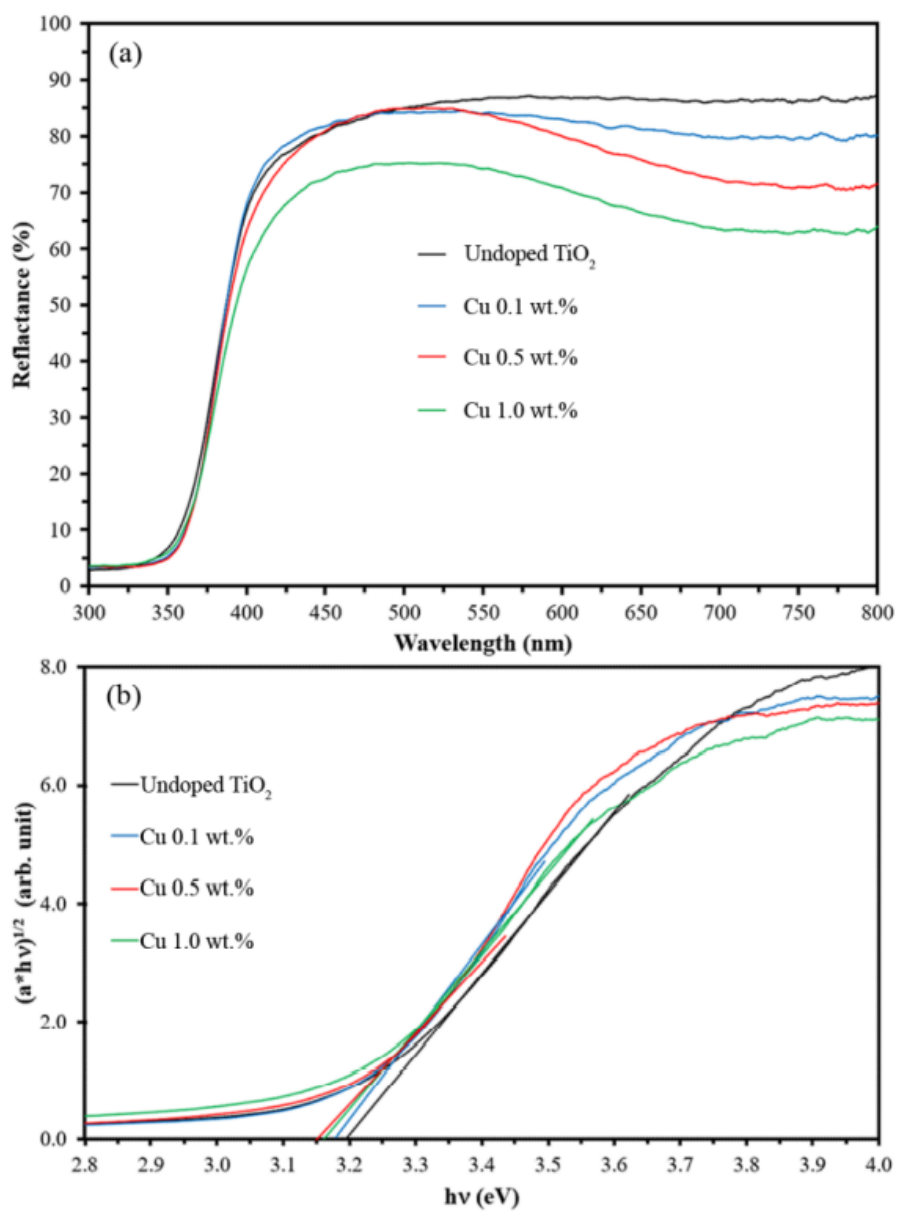 (a)
100
90
80
70
60
50
40
30
20
10
0
Reflactance (%)
Undoped TiO₂
Cu 0.1 wt.%
Cu 0.5 wt.%
Cu 1.0 wt.%
300 350 400 450 500 550 600 650 700 750 800
Wavelength (nm)
(b)
8.0
6.0
4.0
2.0
0.0
(a*hν)¹/² (arb. unit)
Undoped TiO₂
Cu 0.1 wt.%
Cu 0.5 wt.%
Cu 1.0 wt.%
2.8 2.9 3.0 3.1 3.2 3.3 3.4 3.5 3.6 3.7 3.8 3.9 4.0
hν (eV)